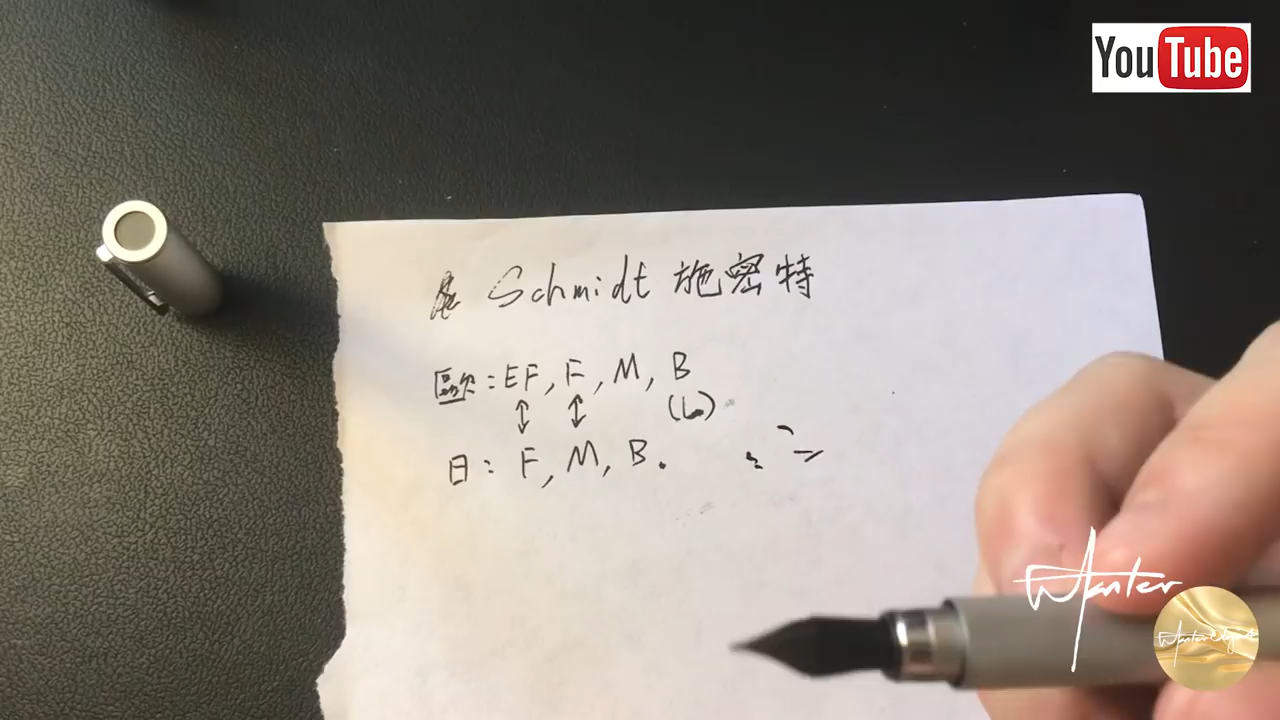 YouTube
Schmidt 施密特
歐:EF, F, M, B
↕ ↕ (b)
日: F, M, B.